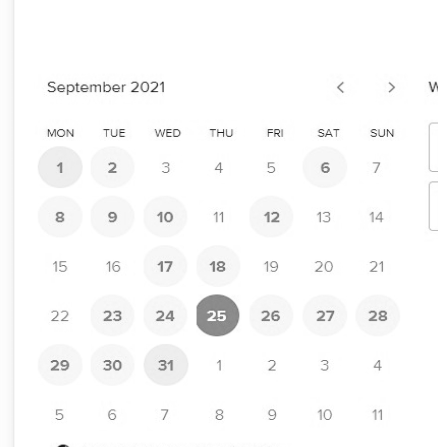 September 2021 < > W
MON TUE WED THU FRI SAT SUN
1 2 3 4 5 6 7
8 9 10 11 12 13 14
15 16 17 18 19 20 21
22 23 24 25 26 27 28
29 30 31 1 2 3 4
5 6 7 8 9 10 11